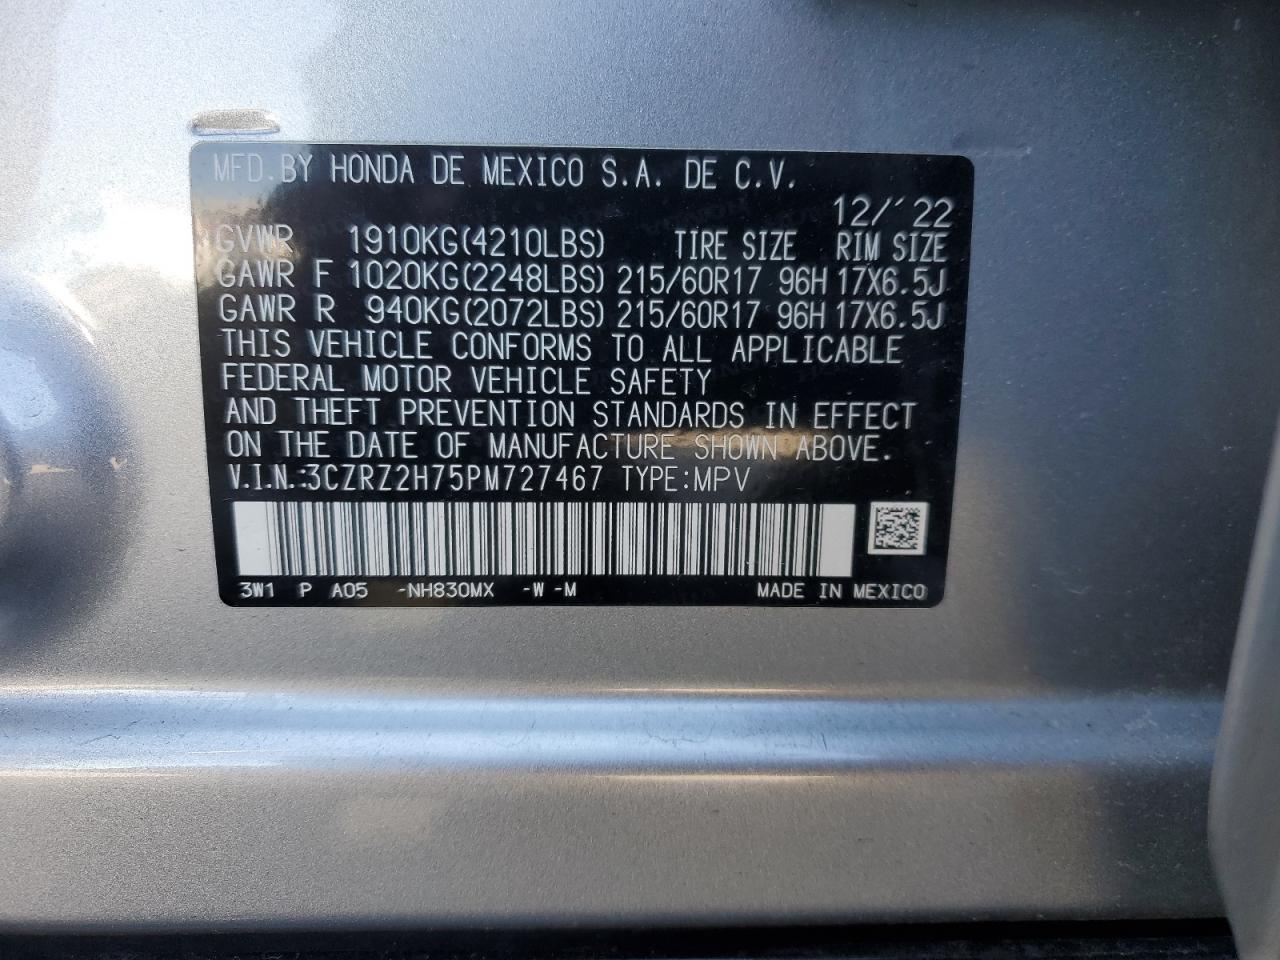 MFD. BY HONDA DE MEXICO S.A. DE C.V.
12/´22
GVWR 1910KG(4210LBS) TIRE SIZE RIM SIZE
GAWR F 1020KG(2248LBS) 215/60R17 96H 17X6.5J
GAWR R 940KG(2072LBS) 215/60R17 96H 17X6.5J
THIS VEHICLE CONFORMS TO ALL APPLICABLE
FEDERAL MOTOR VEHICLE SAFETY
AND THEFT PREVENTION STANDARDS IN EFFECT
ON THE DATE OF MANUFACTURE SHOWN ABOVE.
V.I.N.:3CZRZ2H75PM727467 TYPE:MPV
3W1 P A05 -NH830MX -W -M MADE IN MEXICO